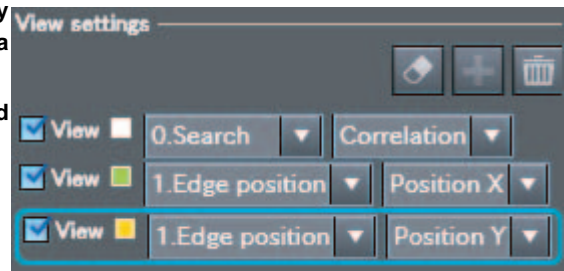 y
a
d
View settings
View 0.Search Correlation
View 1.Edge position Position X
View 1.Edge position Position Y